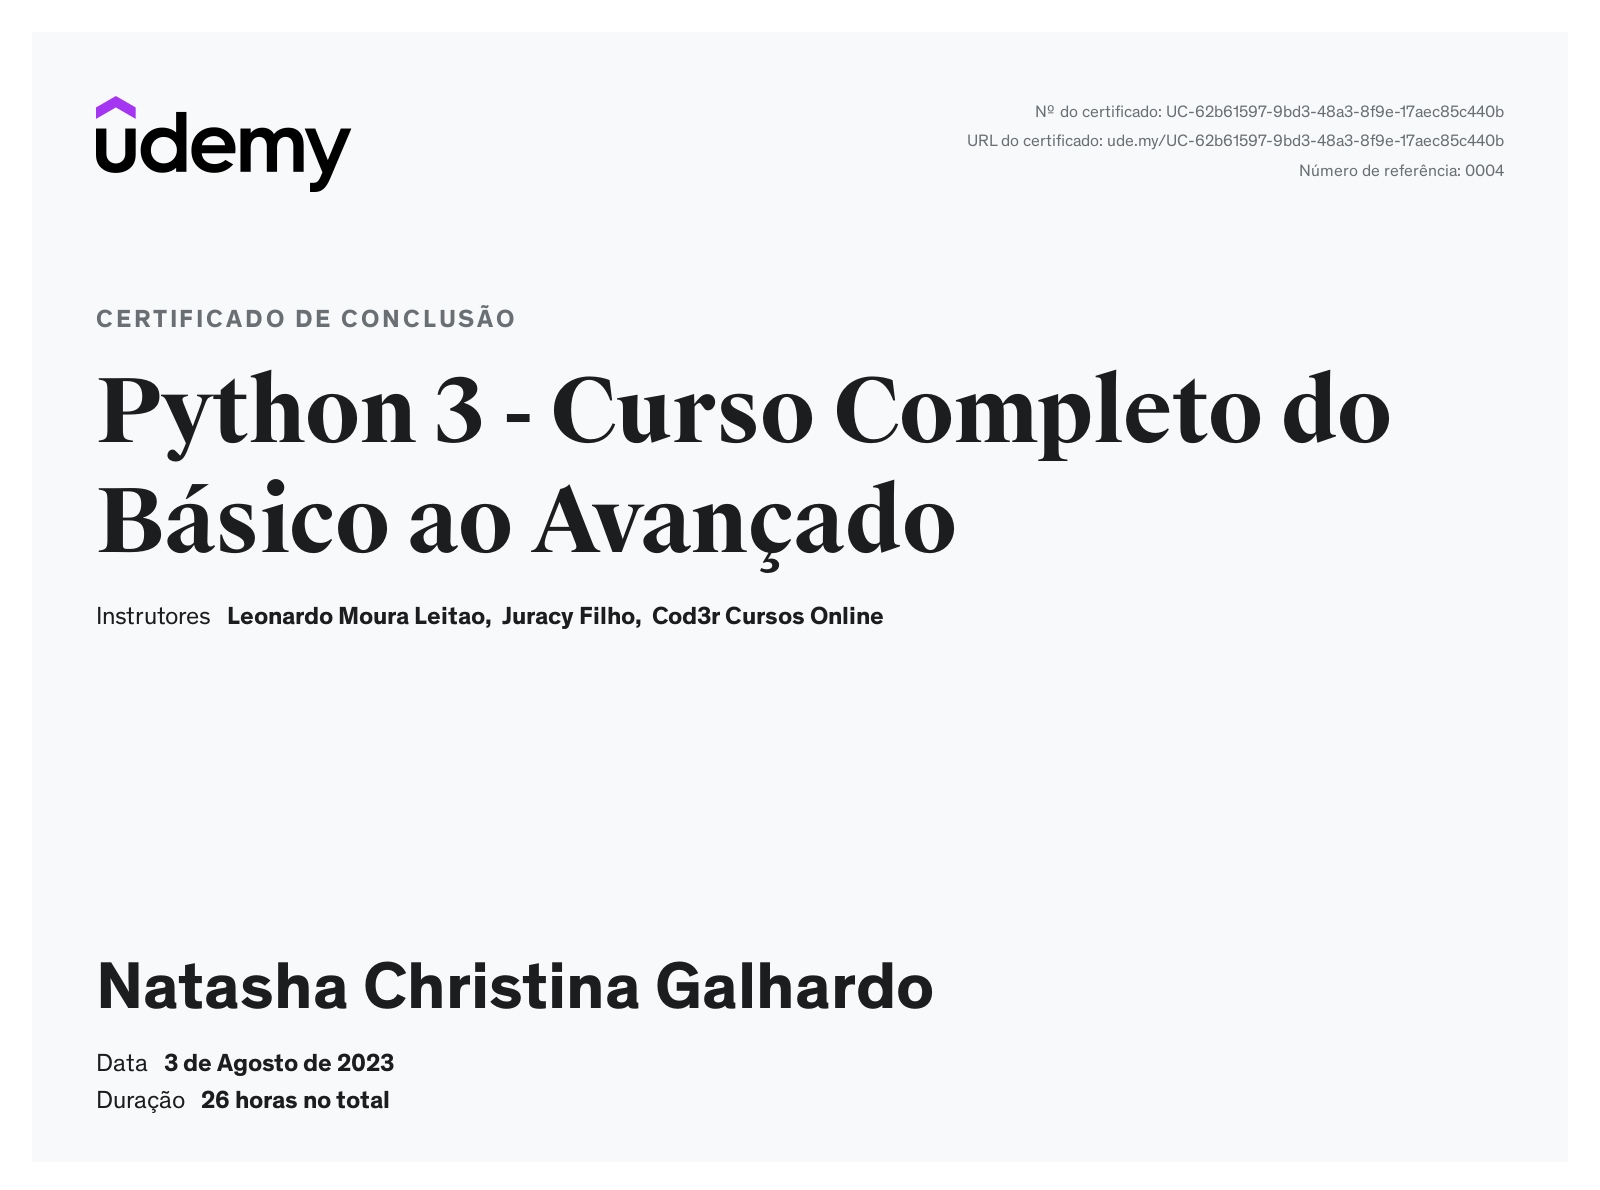 udemy
Nº do certificado: UC-62b61597-9bd3-48a3-8f9e-17aec85c440b
URL do certificado: ude.my/UC-62b61597-9bd3-48a3-8f9e-17aec85c440b
Número de referência: 0004
CERTIFICADO DE CONCLUSÃO
Python 3 - Curso Completo do
Básico ao Avançado
Instrutores Leonardo Moura Leitao, Juracy Filho, Cod3r Cursos Online
Natasha Christina Galhardo
Data 3 de Agosto de 2023
Duração 26 horas no total